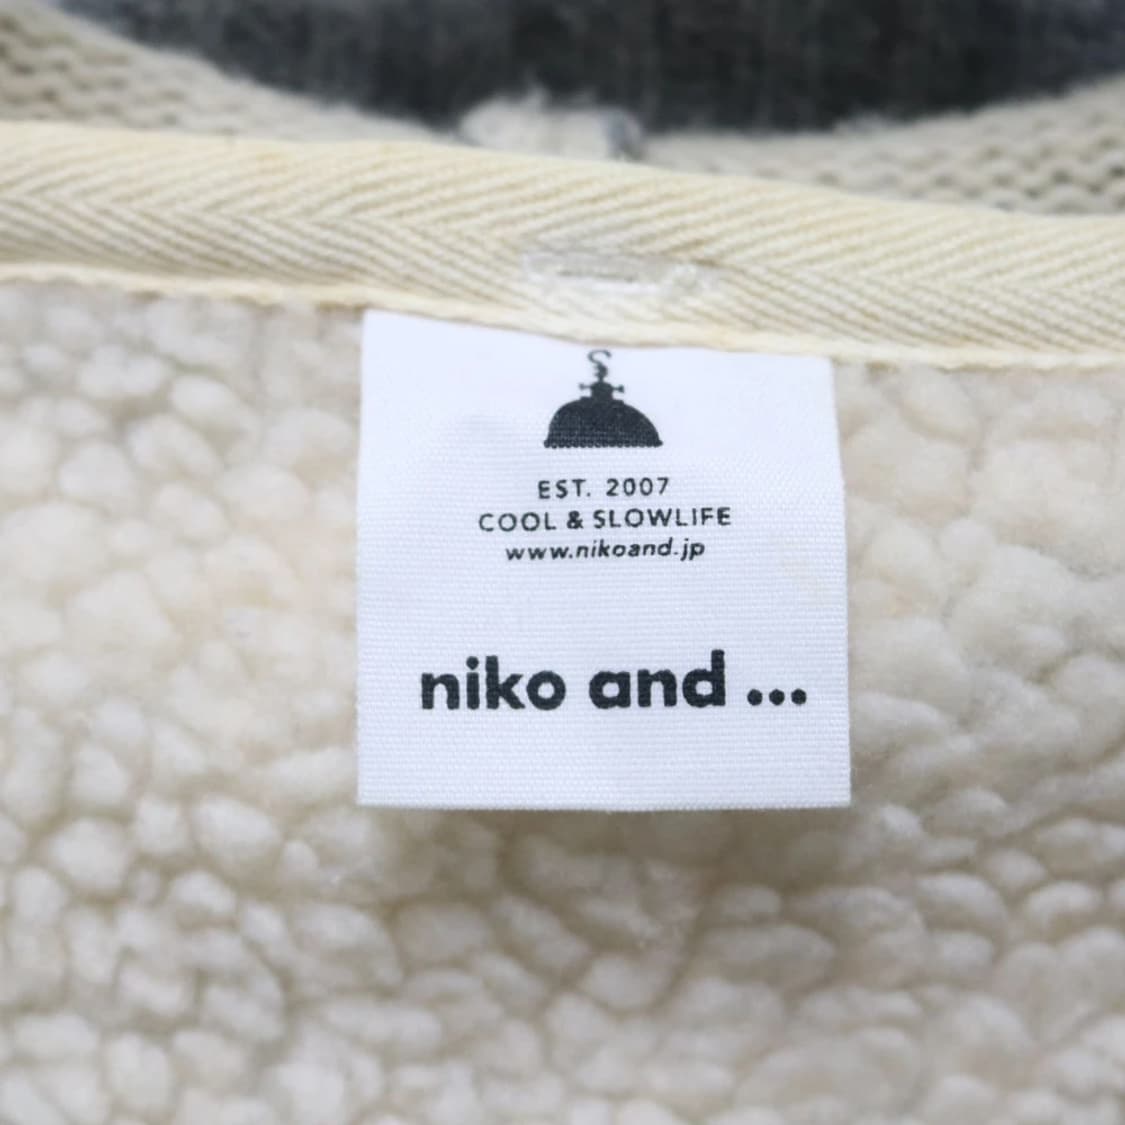 EST. 2007
COOL & SLOWLIFE
www.nikoand.jp
niko and ...